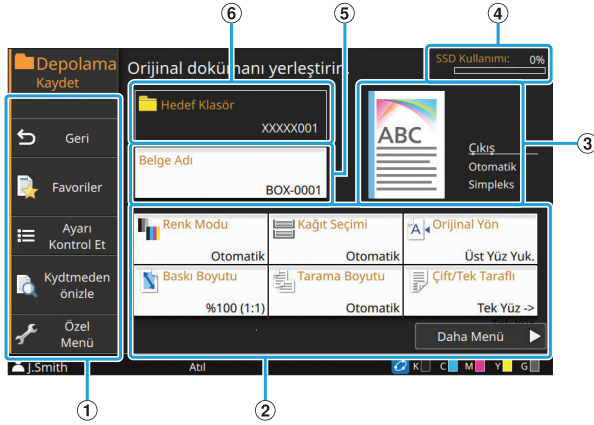 ⑥
⑤
④
Depolama
Kaydet
Orijinal dokümanı yerleştirin.
SSD Kullanımı: 0%
Hedef Klasör
XXXXX001
Belge Adı
BOX-0001
ABC
Çıkış
Otomatik
Simpleks
③
Geri
Favoriler
Ayarı
Kontrol Et
Kydtmeden
önizle
Özel
Menü
Renk Modu
Otomatik
Kağıt Seçimi
Otomatik
A
Orijinal Yön
Üst Yüz Yuk.
Baskı Boyutu
%100 (1:1)
Tarama Boyutu
Otomatik
Çift/Tek Taraflı
Tek Yüz ->
Daha Menü
J.Smith
Atıl
K C M Y G
①
②